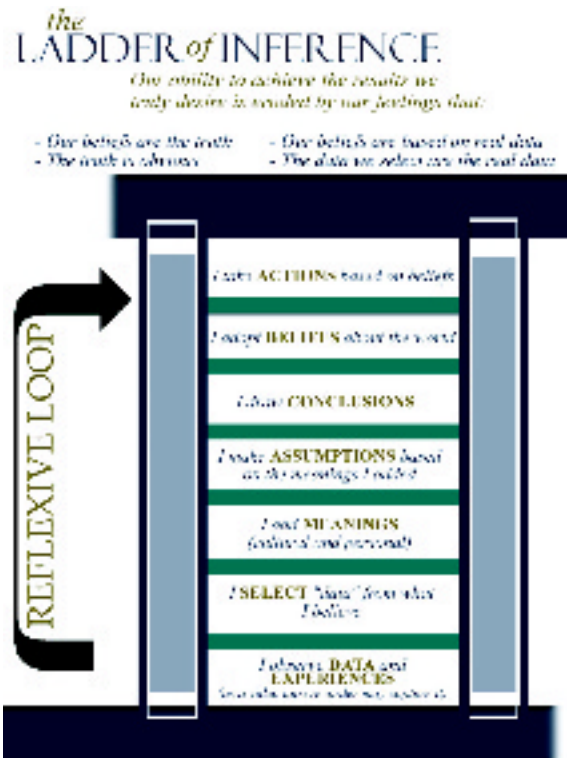 the
LADDER of INFERENCE
Our ability to achieve the results we
truly desire is eroded by our feelings that:
- Our beliefs are the truth
- The truth is obvious
- Our beliefs are based on real data
- The data we select are the real data
I take ACTIONS based on beliefs
I adopt BELIEFS about the world
I draw CONCLUSIONS
I make ASSUMPTIONS based
on the meanings I added
I add MEANINGS
(cultural and personal)
I SELECT "data" from what
I believe
I observe DATA and
EXPERIENCES
REFLEXIVE LOOP